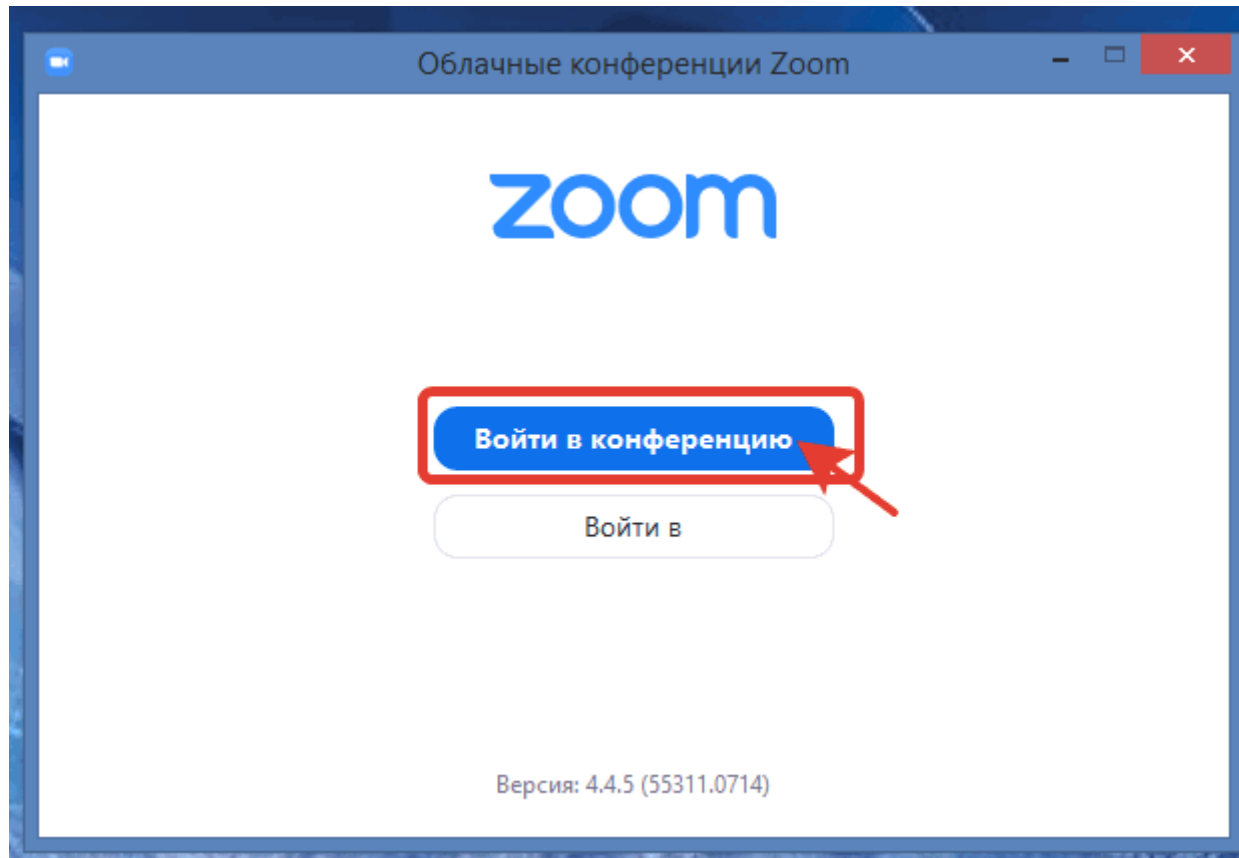 Облачные конференции Zoom
zoom
Войти в конференцию
Войти в
Версия: 4.4.5 (55311.0714)